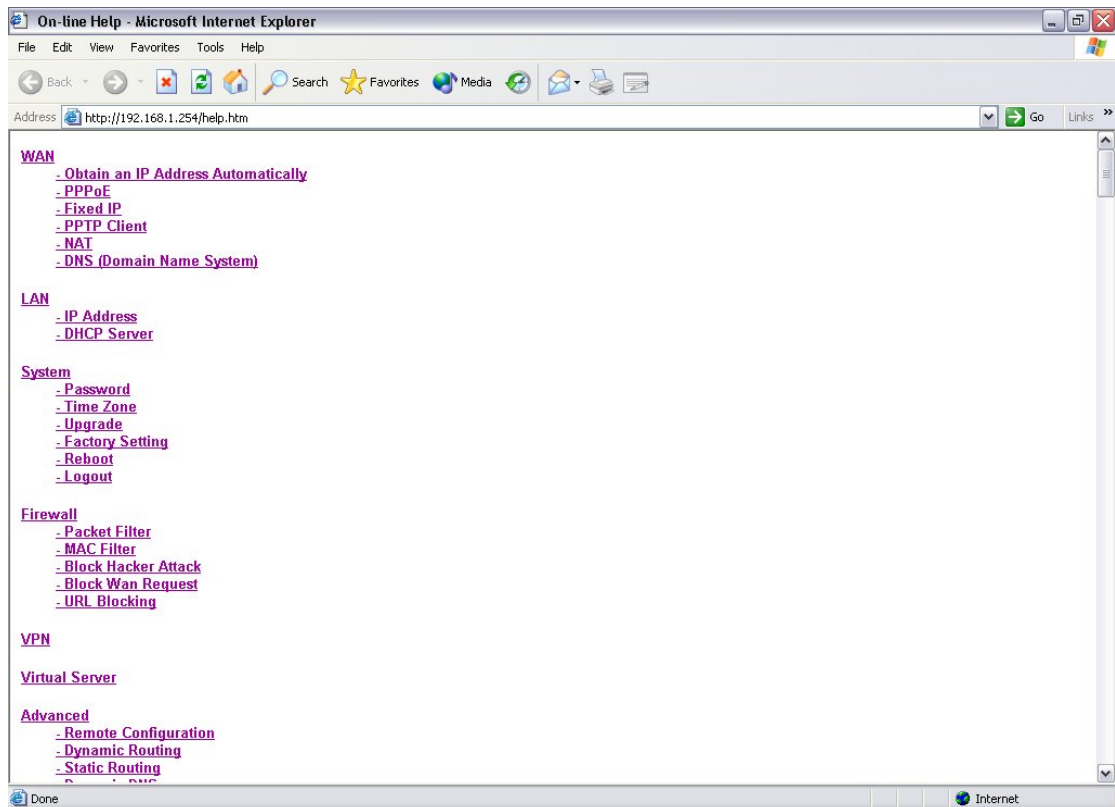 On-line Help - Microsoft Internet Explorer
File Edit View Favorites Tools Help
Back Search Favorites Media
Address http://192.168.1.254/help.htm Go Links »
WAN
- Obtain an IP Address Automatically
- PPPoE
- Fixed IP
- PPTP Client
- NAT
- DNS (Domain Name System)
LAN
- IP Address
- DHCP Server
System
- Password
- Time Zone
- Upgrade
- Factory Setting
- Reboot
- Logout
Firewall
- Packet Filter
- MAC Filter
- Block Hacker Attack
- Block Wan Request
- URL Blocking
VPN
Virtual Server
Advanced
- Remote Configuration
- Dynamic Routing
- Static Routing
Done Internet